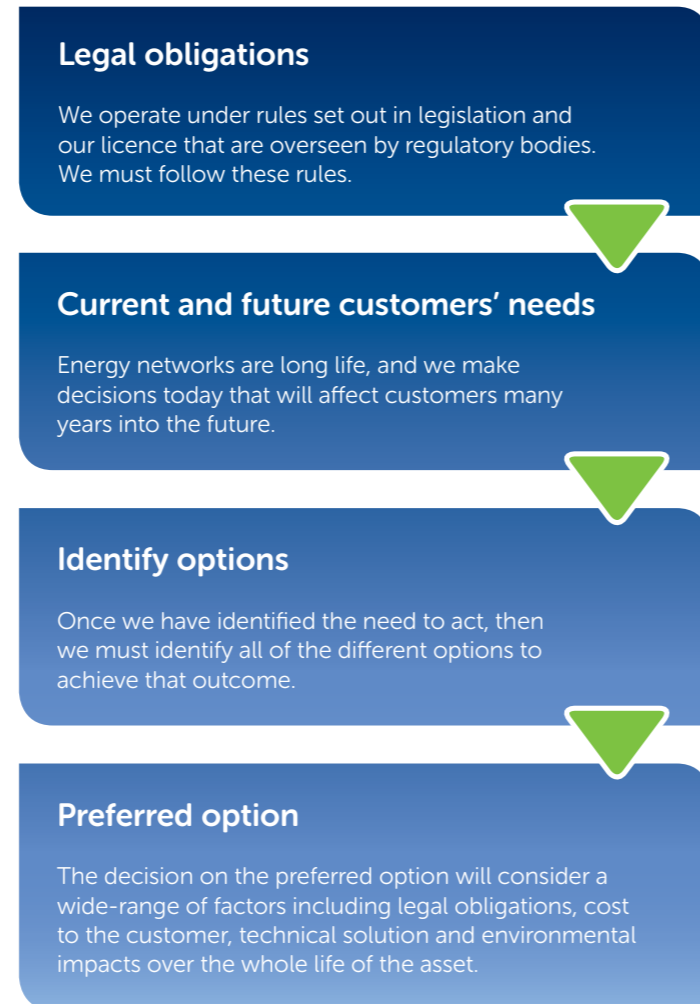 Legal obligations
We operate under rules set out in legislation and
our licence that are overseen by regulatory bodies.
We must follow these rules.
Current and future customers’ needs
Energy networks are long life, and we make
decisions today that will affect customers many
years into the future.
Identify options
Once we have identified the need to act, then
we must identify all of the different options to
achieve that outcome.
Preferred option
The decision on the preferred option will consider a
wide-range of factors including legal obligations, cost
to the customer, technical solution and environmental
impacts over the whole life of the asset.